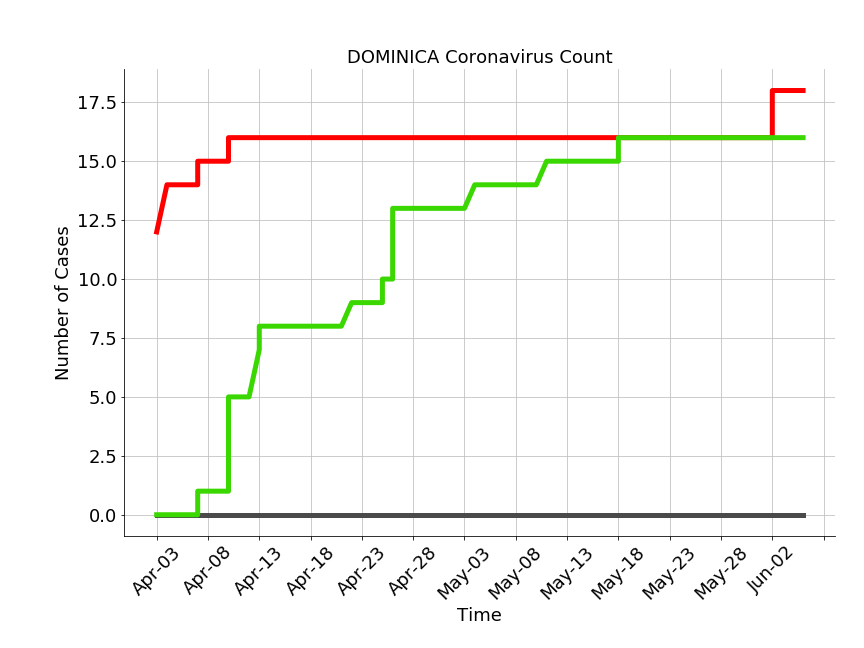 DOMINICA Coronavirus Count
17.5
15.0
12.5
10.0
7.5
5.0
2.5
0.0
Number of Cases
Apr-03
Apr-08
Apr-13
Apr-18
Apr-23
Apr-28
May-03
May-08
May-13
May-18
May-23
May-28
Jun-02
Time